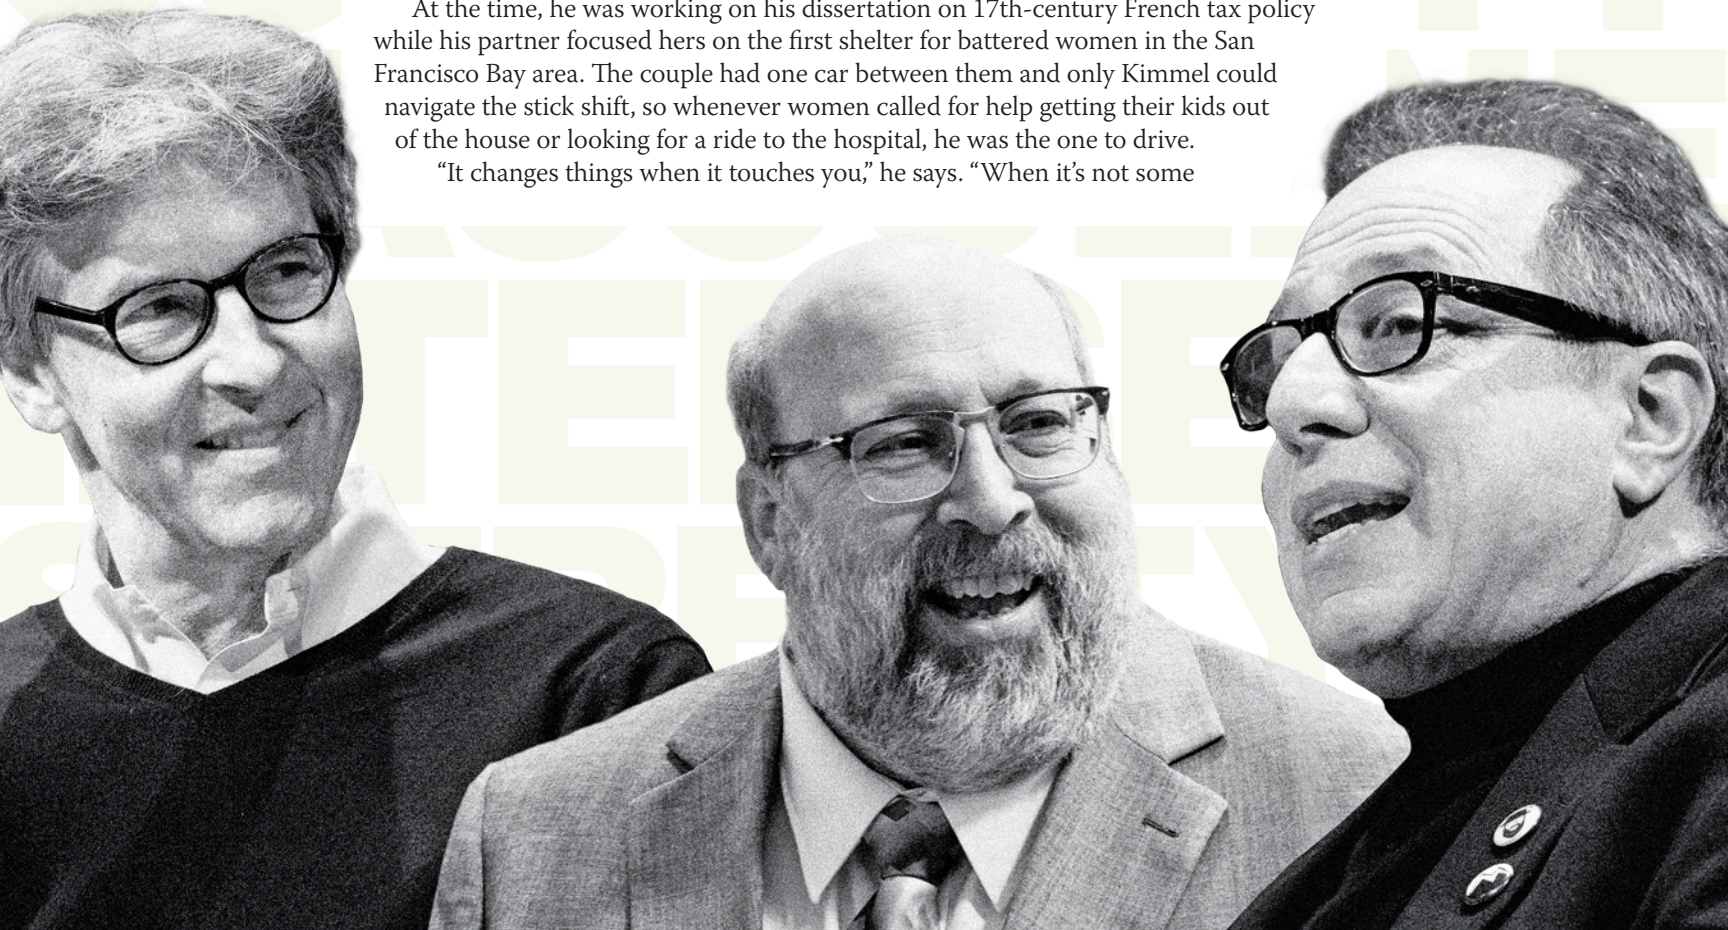 At the time, he was working on his dissertation on 17th-century French tax policy
while his partner focused hers on the first shelter for battered women in the San
Francisco Bay area. The couple had one car between them and only Kimmel could
navigate the stick shift, so whenever women called for help getting their kids out
of the house or looking for a ride to the hospital, he was the one to drive.
“It changes things when it touches you,” he says. “When it’s not some